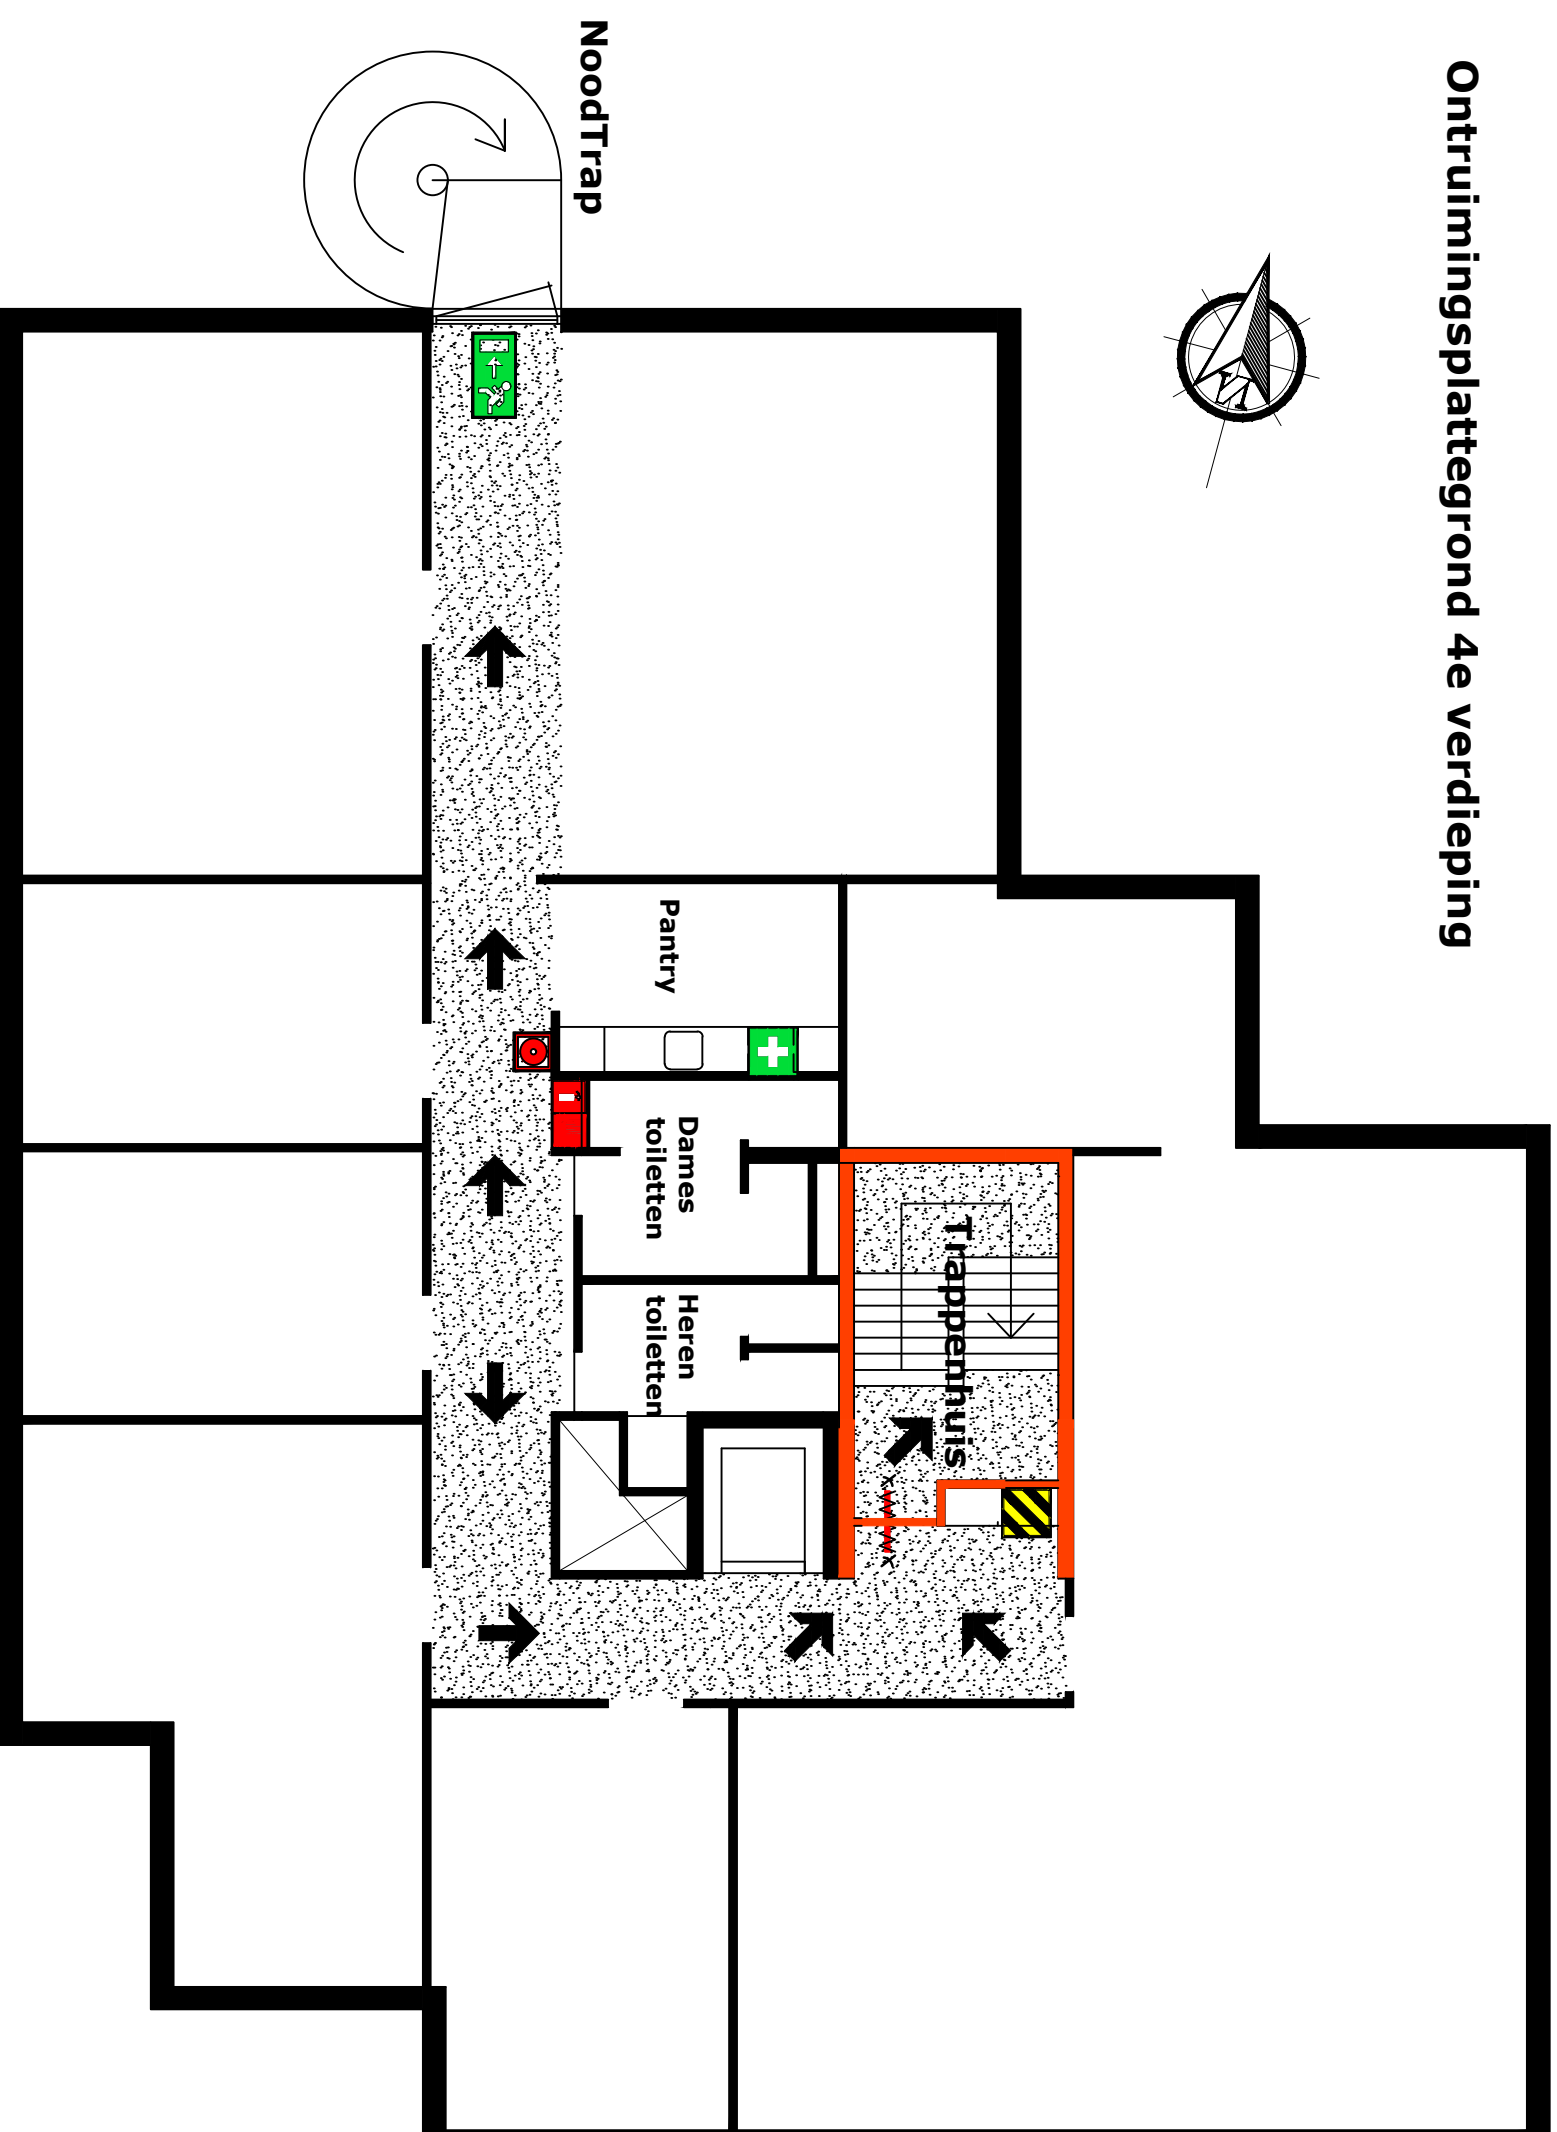 Ontruimingsplattegrond 4e verdieping
NoodTrap
Pantry
Dames
toiletten
Heren
toiletten
Trappenhuis
N